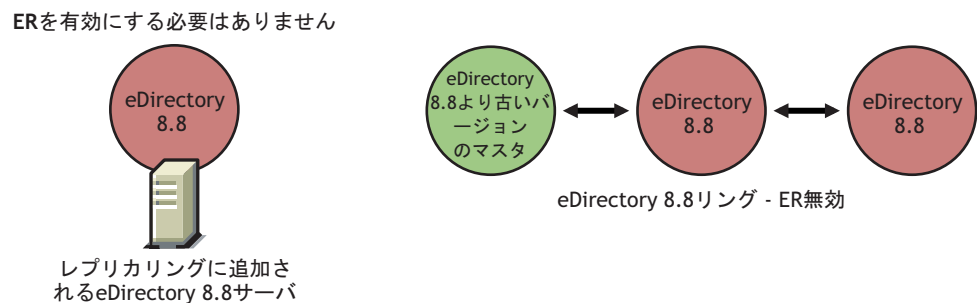 ERを有効にする必要はありません
eDirectory
8.8
レプリカリングに追加さ
れるeDirectory 8.8サーバ
eDirectory
8.8より古いバ
ージョン
のマスタ
eDirectory
8.8
eDirectory
8.8
eDirectory 8.8リング - ER無効